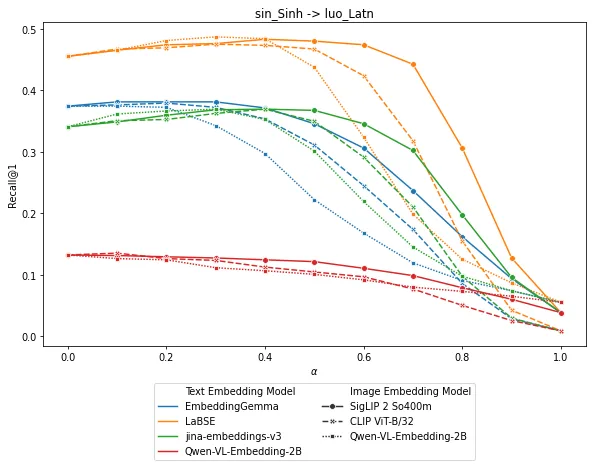 sin_Sinh -> luo_Latn
Recall@1
0.5
0.4
0.3
0.2
0.1
0.0
0.0
0.2
0.4
0.6
0.8
1.0
α
Text Embedding Model
EmbeddingGemma
LaBSE
jina-embeddings-v3
Qwen-VL-Embedding-2B
Image Embedding Model
SigLIP 2 So400m
CLIP ViT-B/32
Qwen-VL-Embedding-2B